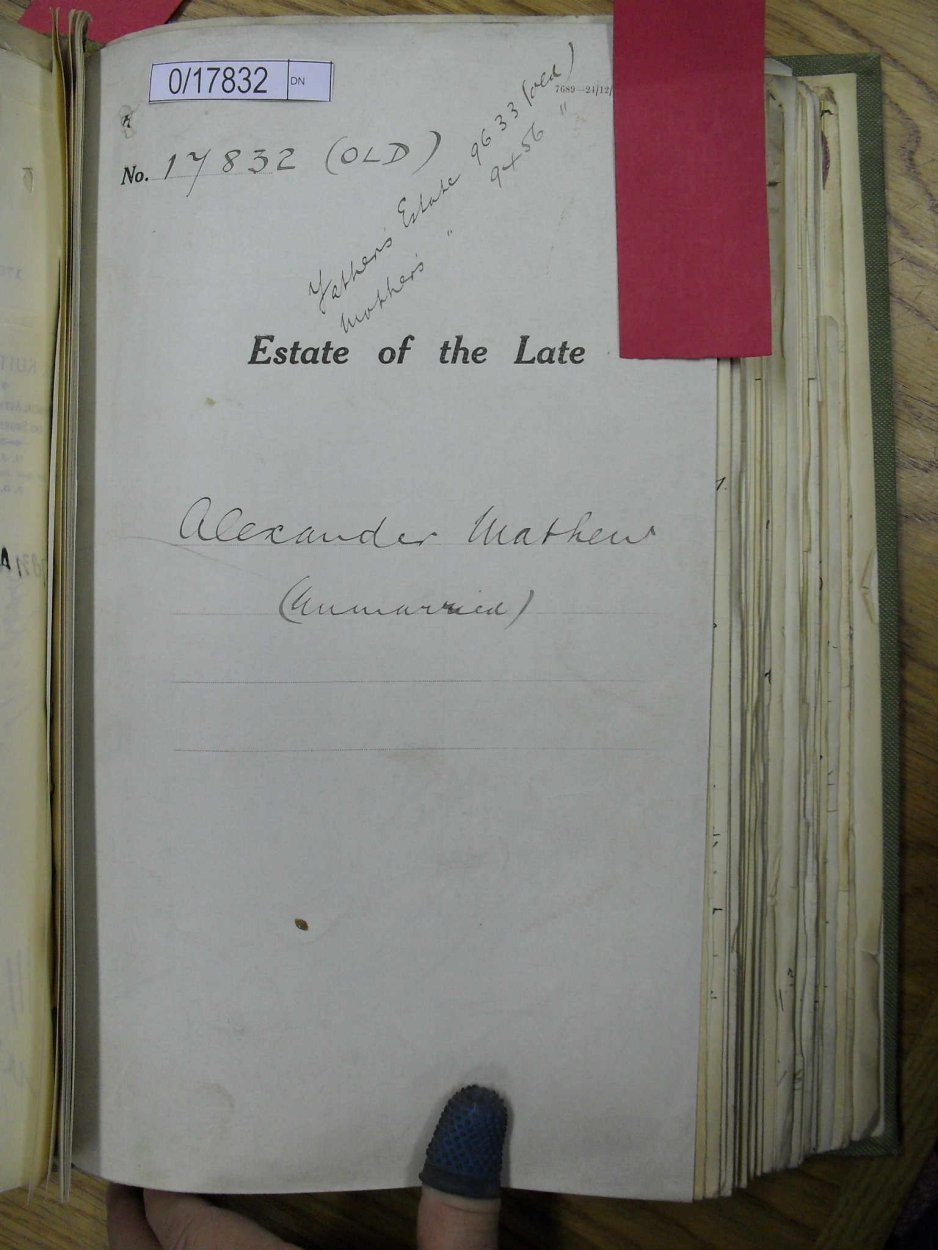 0/17832 DN
7689—24/12/
No. 17832 (OLD)
Father's Estate 9633 (old)
Mother's " 9456 "
Estate of the Late
Alexander Mathew
(Unmarried)